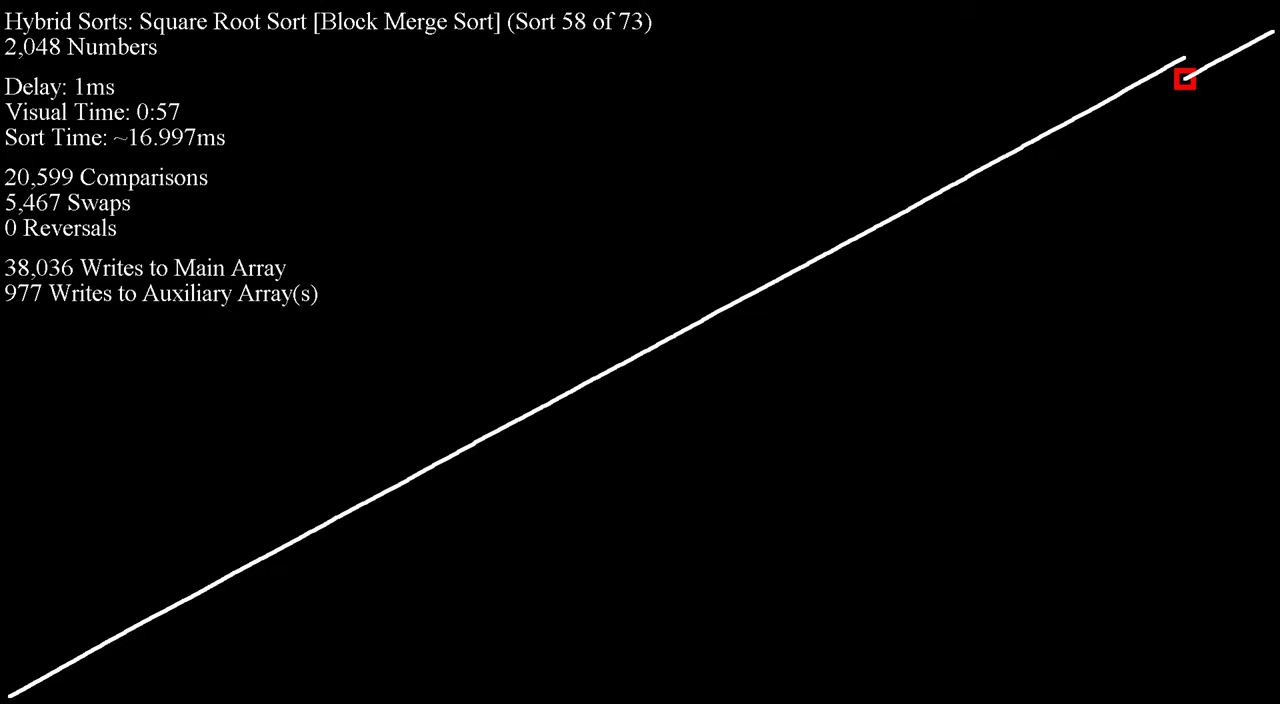 Hybrid Sorts: Square Root Sort [Block Merge Sort] (Sort 58 of 73)
2,048 Numbers
Delay: 1ms
Visual Time: 0:57
Sort Time: ~16.997ms
20,599 Comparisons
5,467 Swaps
0 Reversals
38,036 Writes to Main Array
977 Writes to Auxiliary Array(s)